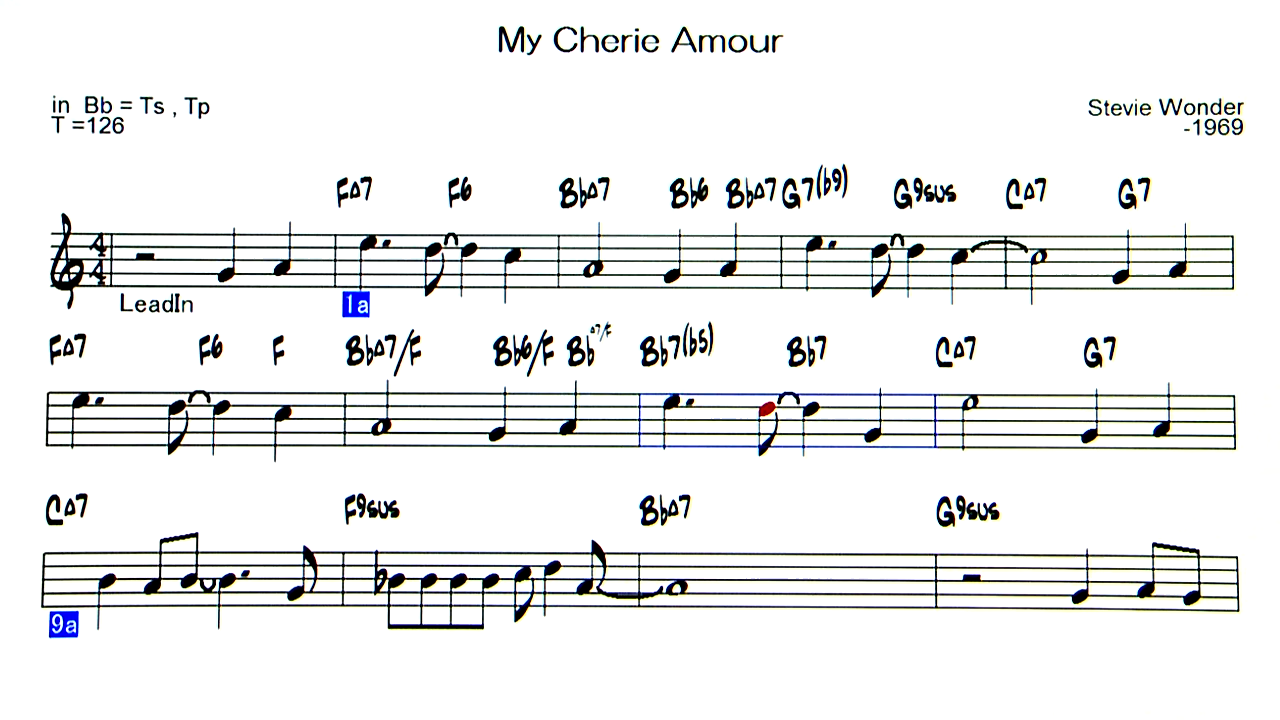 My Cherie Amour
in Bb = Ts , Tp
T =126
Stevie Wonder
-1969
F∆7 F6 Bb∆7 Bb6 Bb∆7 G7(b9) G9sus C∆7 G7
4
4
LeadIn
1a
F∆7 F6 F Bb∆7/F Bb6/F Bb∆7/F Bb7(b5) Bb7 C∆7 G7
C∆7 F9sus Bb∆7 G9sus
9a